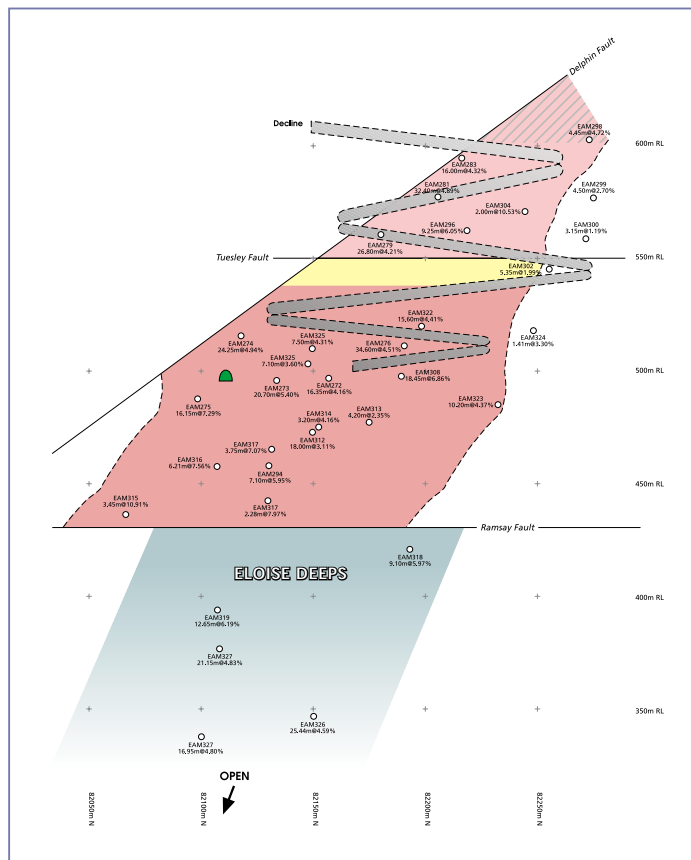 Delphin Fault
Decline
EAM298
4.45m@4.72%
600m RL
EAM283
16.00m@4.32%
EAM281
32.40m@4.89%
EAM299
4.50m@2.70%
EAM304
2.00m@10.53%
EAM296
9.25m@6.05%
EAM300
3.15m@1.19%
EAM279
26.80m@4.21%
Tuesley Fault
550m RL
EAM302
5.35m@1.99%
EAM322
15.60m@4.41%
EAM274
24.25m@4.94%
EAM325
7.50m@4.31%
EAM276
34.60m@4.51%
EAM324
1.41m@3.30%
EAM325
7.10m@3.60%
500m RL
EAM308
18.45m@6.86%
EAM273
20.70m@5.40%
EAM272
16.35m@4.16%
EAM275
16.15m@7.29%
EAM323
10.20m@4.37%
EAM314
3.20m@4.16%
EAM313
4.20m@2.35%
EAM312
18.00m@3.11%
EAM317
3.75m@7.07%
EAM316
6.21m@7.56%
EAM294
7.10m@5.95%
450m RL
EAM315
3.45m@10.91%
EAM317
2.28m@7.97%
Ramsay Fault
EAM318
9.10m@5.97%
ELOISE DEEPS
400m RL
EAM319
12.65m@6.19%
EAM327
21.15m@4.83%
350m RL
EAM326
25.44m@4.59%
EAM327
16.95m@4.80%
OPEN
82050m N
82100m N
82150m N
82200m N
82250m N